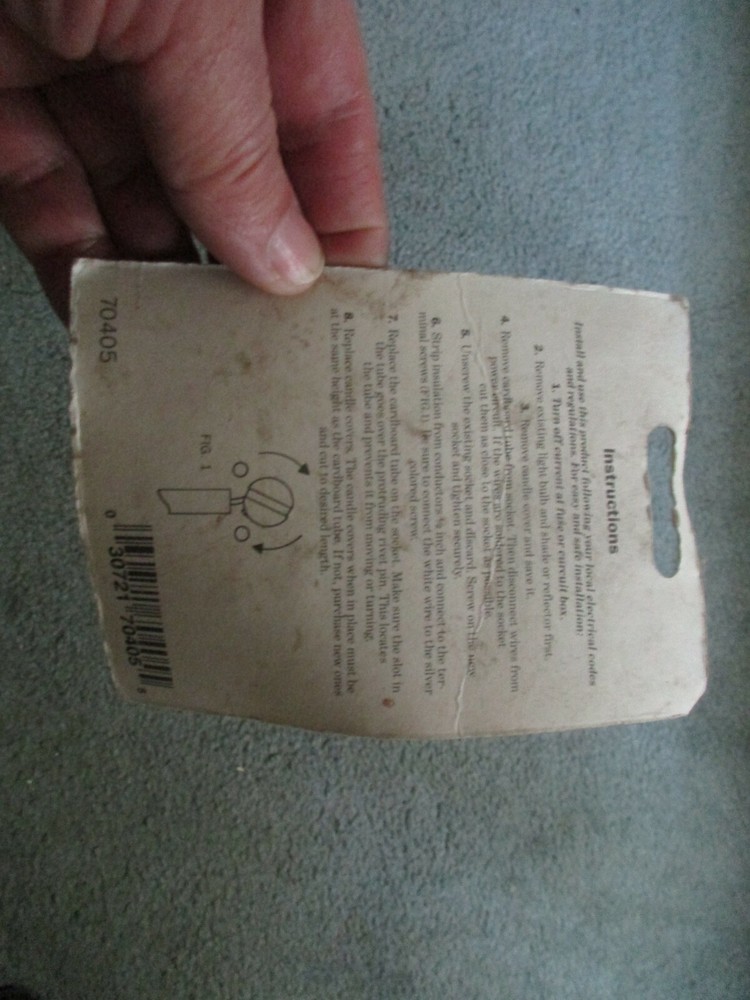 Instructions
Install and use this product following your local electrical codes
and regulations. For easy and safe installation:
1. Turn off current at fuse or curcuit box.
2. Remove existing light bulb and shade or reflector first.
3. Remove candle cover and save it.
4. Remove cardboard tube from socket. Then disconnect wires from
power circuit. If the wires are soldered to the socket
cut them as close to the socket as possible.
5. Unscrew the existing socket and discard. Screw on the new
socket and tighten securely.
6. Strip insulation from conductors inch and connect to the ter-
minal screws (FIG.1). Be sure to connect the white wire to the silver
colored screw.
7. Replace the cardboard tube on the socket. Make sure the slot in
the tube goes over the protruding rivet pin. This locates
the tube and prevents it from moving or turning.
8. Replace candle covers. The candle covers when in place must be
at the same height as the cardboard tube. If not, purchase new ones
and cut to desired length.
FIG. 1
70405
0 30721 70405 5